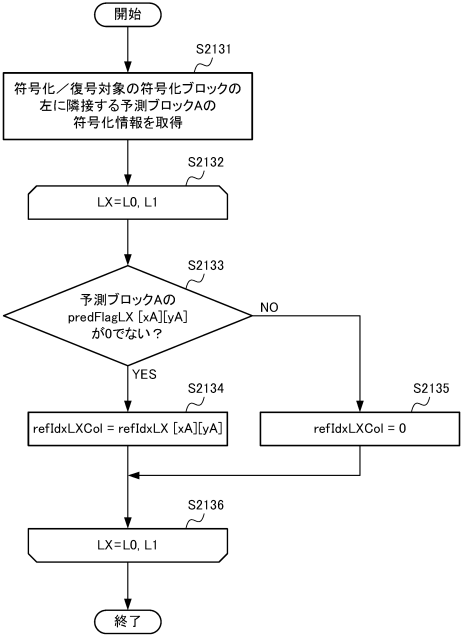 開始
S2131
符号化／復号対象の符号化ブロックの
左に隣接する予測ブロックAの
符号化情報を取得
S2132
LX=L0, L1
S2133
予測ブロックAの
predFlagLX [xA][yA]
が0でない？
NO
YES
S2134
refIdxLXCol = refIdxLX [xA][yA]
S2135
refIdxLXCol = 0
S2136
LX=L0, L1
終了